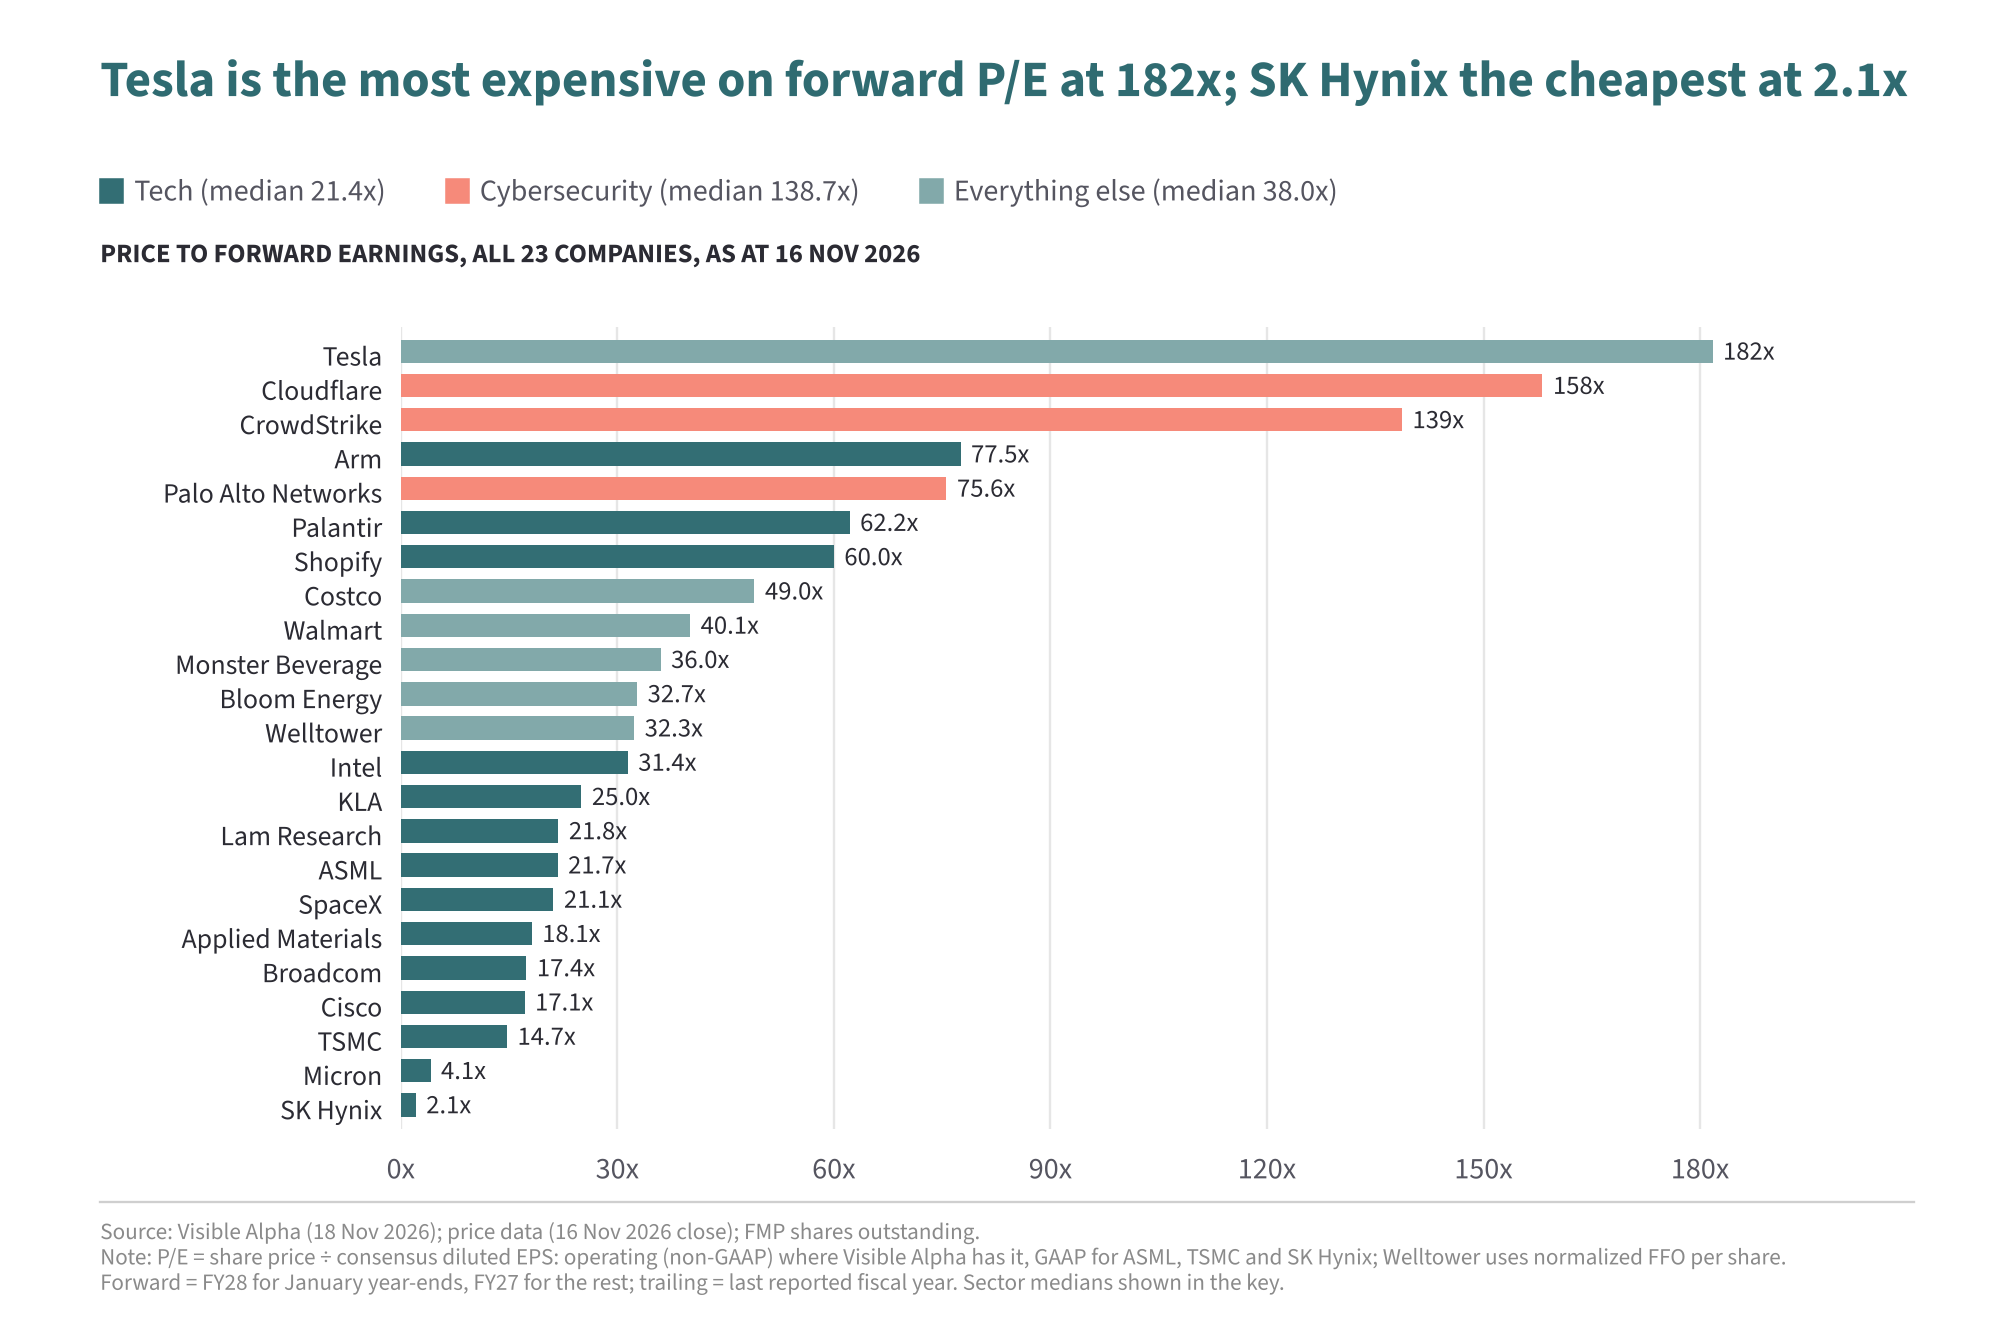 Tesla is the most expensive on forward P/E at 182x; SK Hynix the cheapest at 2.1x
Tech (median 21.4x)
Cybersecurity (median 138.7x)
Everything else (median 38.0x)
PRICE TO FORWARD EARNINGS, ALL 23 COMPANIES, AS AT 16 NOV 2026
Tesla 182x
Cloudflare 158x
CrowdStrike 139x
Arm 77.5x
Palo Alto Networks 75.6x
Palantir 62.2x
Shopify 60.0x
Costco 49.0x
Walmart 40.1x
Monster Beverage 36.0x
Bloom Energy 32.7x
Welltower 32.3x
Intel 31.4x
KLA 25.0x
Lam Research 21.8x
ASML 21.7x
SpaceX 21.1x
Applied Materials 18.1x
Broadcom 17.4x
Cisco 17.1x
TSMC 14.7x
Micron 4.1x
SK Hynix 2.1x
0x 30x 60x 90x 120x 150x 180x
Source: Visible Alpha (18 Nov 2026); price data (16 Nov 2026 close); FMP shares outstanding.
Note: P/E = share price ÷ consensus diluted EPS: operating (non-GAAP) where Visible Alpha has it, GAAP for ASML, TSMC and SK Hynix; Welltower uses normalized FFO per share.
Forward = FY28 for January year-ends, FY27 for the rest; trailing = last reported fiscal year. Sector medians shown in the key.